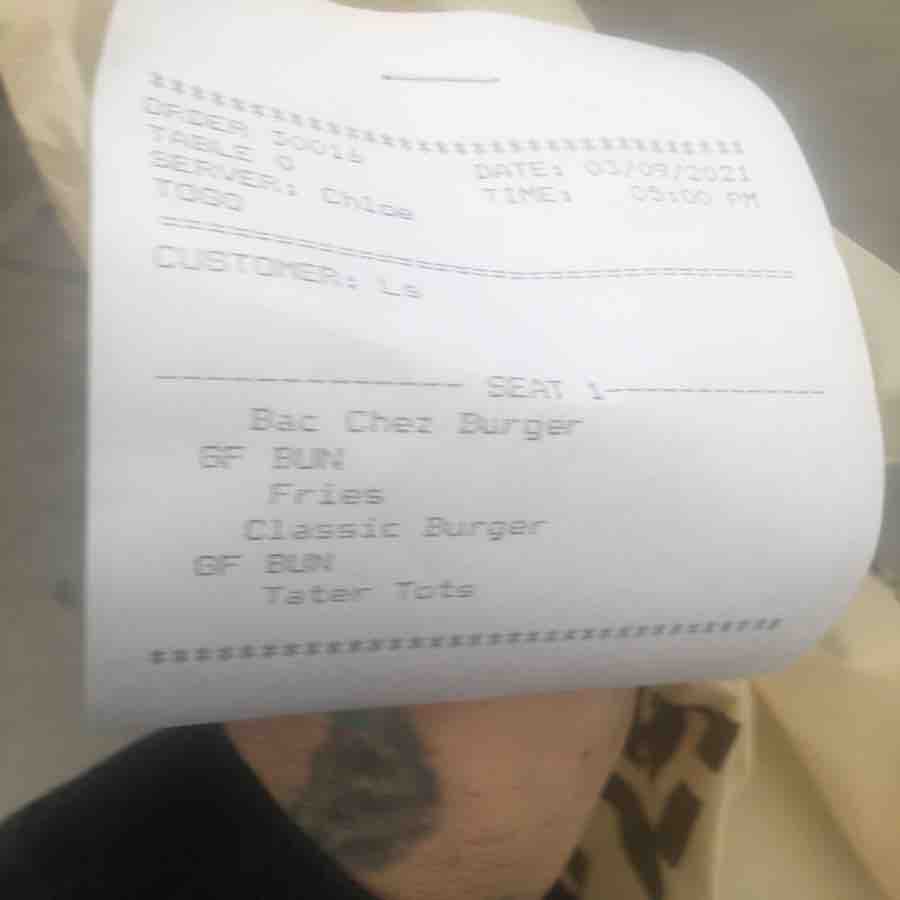 ********************************
ORDER 30016
TABLE 0 DATE: 03/09/2021
SERVER: Chloe TIME: 05:00 PM
TOGO
================================
CUSTOMER: Ls
-------------- SEAT 1--------------
Bac Chez Burger
GF BUN
Fries
Classic Burger
GF BUN
Tater Tots
********************************